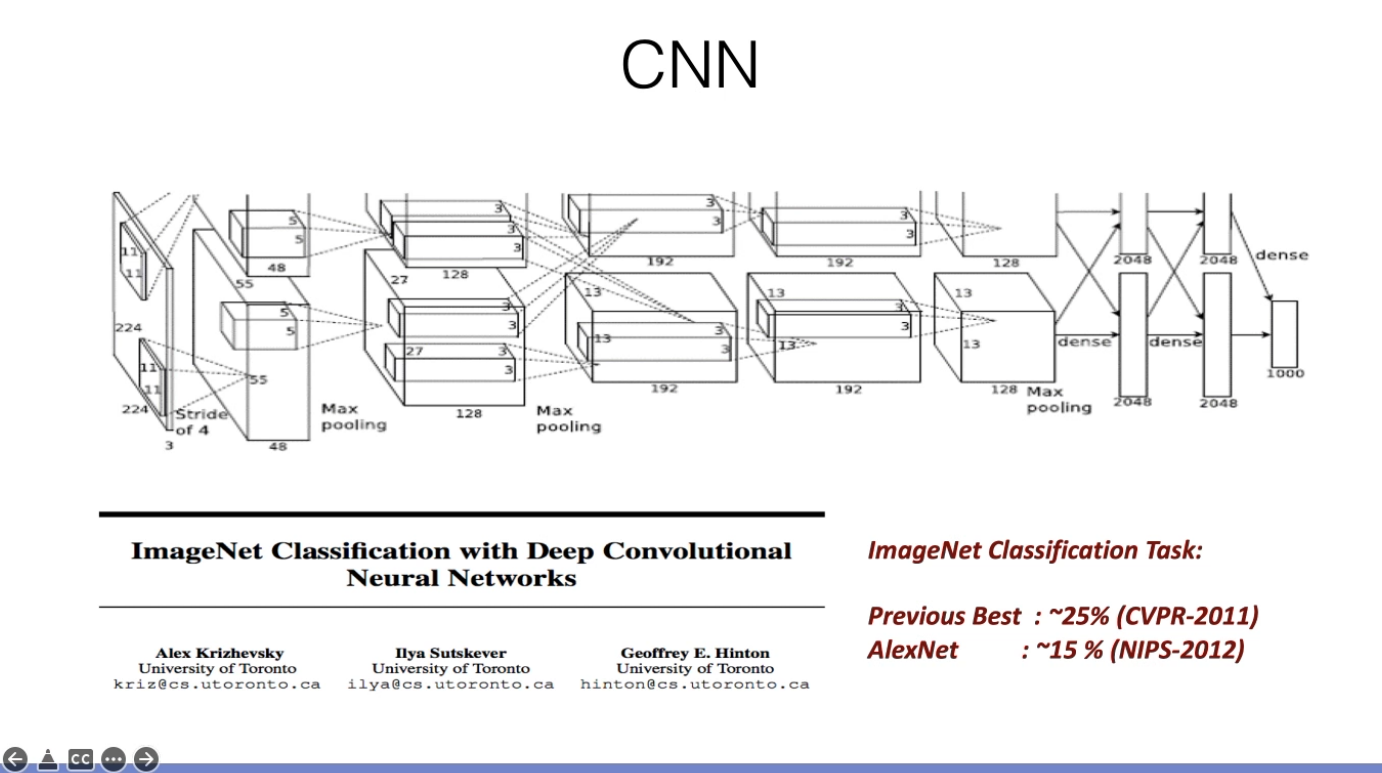 CNN
11
11
224
11
11
224
3
Stride
of 4
5
5
48
55
5
5
55
48
Max
pooling
3
3
3
128
27
3
3
27
3
3
128
Max
pooling
3
3
192
13
3
13
3
192
3
3
192
13
3
3
13
192
128
13
13
128
Max
pooling
2048
2048
dense
dense
dense
2048
2048
1000
ImageNet Classification with Deep Convolutional
Neural Networks
Alex Krizhevsky
University of Toronto
kriz@cs.utoronto.ca
Ilya Sutskever
University of Toronto
ilya@cs.utoronto.ca
Geoffrey E. Hinton
University of Toronto
hinton@cs.utoronto.ca
ImageNet Classification Task:
Previous Best : ~25% (CVPR-2011)
AlexNet : ~15 % (NIPS-2012)
CC